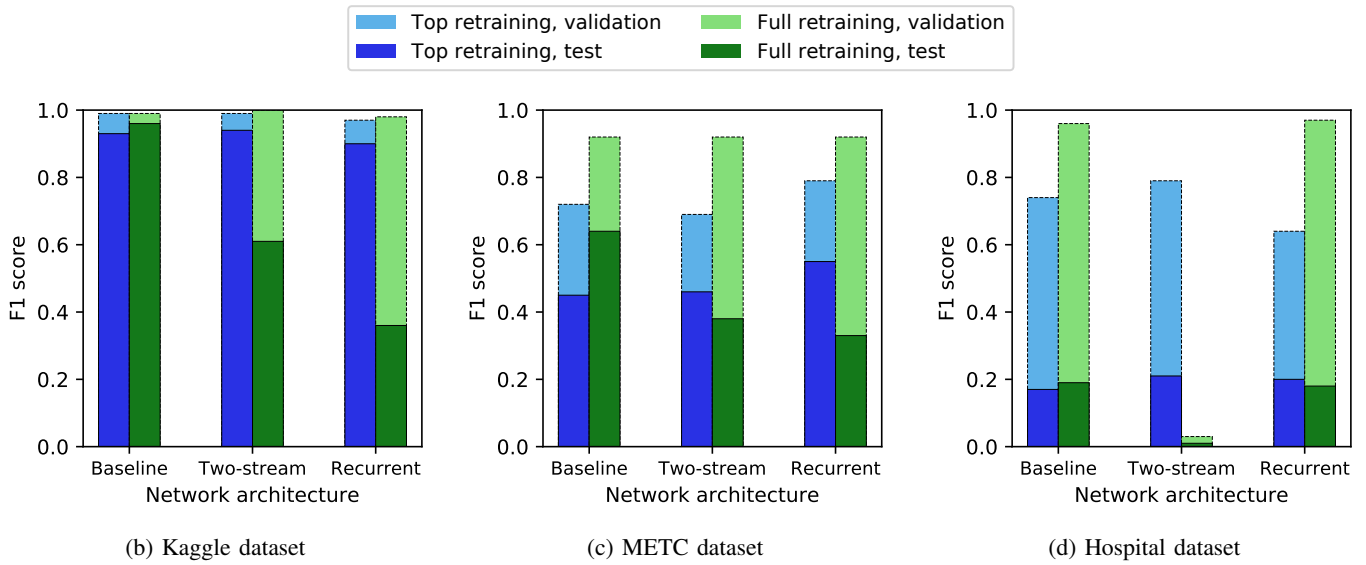 Top retraining, validation
Top retraining, test
Full retraining, validation
Full retraining, test
1.0
0.8
0.6
0.4
0.2
0.0
F1 score
Baseline Two-stream Recurrent
Network architecture
(b) Kaggle dataset
1.0
0.8
0.6
0.4
0.2
0.0
F1 score
Baseline Two-stream Recurrent
Network architecture
(c) METC dataset
1.0
0.8
0.6
0.4
0.2
0.0
F1 score
Baseline Two-stream Recurrent
Network architecture
(d) Hospital dataset